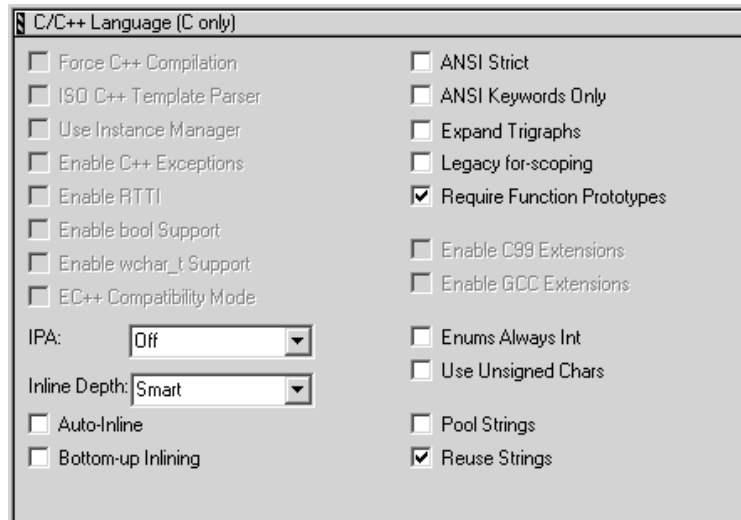 C/C++ Language (C only)
Force C++ Compilation
ISO C++ Template Parser
Use Instance Manager
Enable C++ Exceptions
Enable RTTI
Enable bool Support
Enable wchar_t Support
EC++ Compatibility Mode
IPA: Off
Inline Depth: Smart
Auto-Inline
Bottom-up Inlining
ANSI Strict
ANSI Keywords Only
Expand Trigraphs
Legacy for-scoping
Require Function Prototypes
Enable C99 Extensions
Enable GCC Extensions
Enums Always Int
Use Unsigned Chars
Pool Strings
Reuse Strings